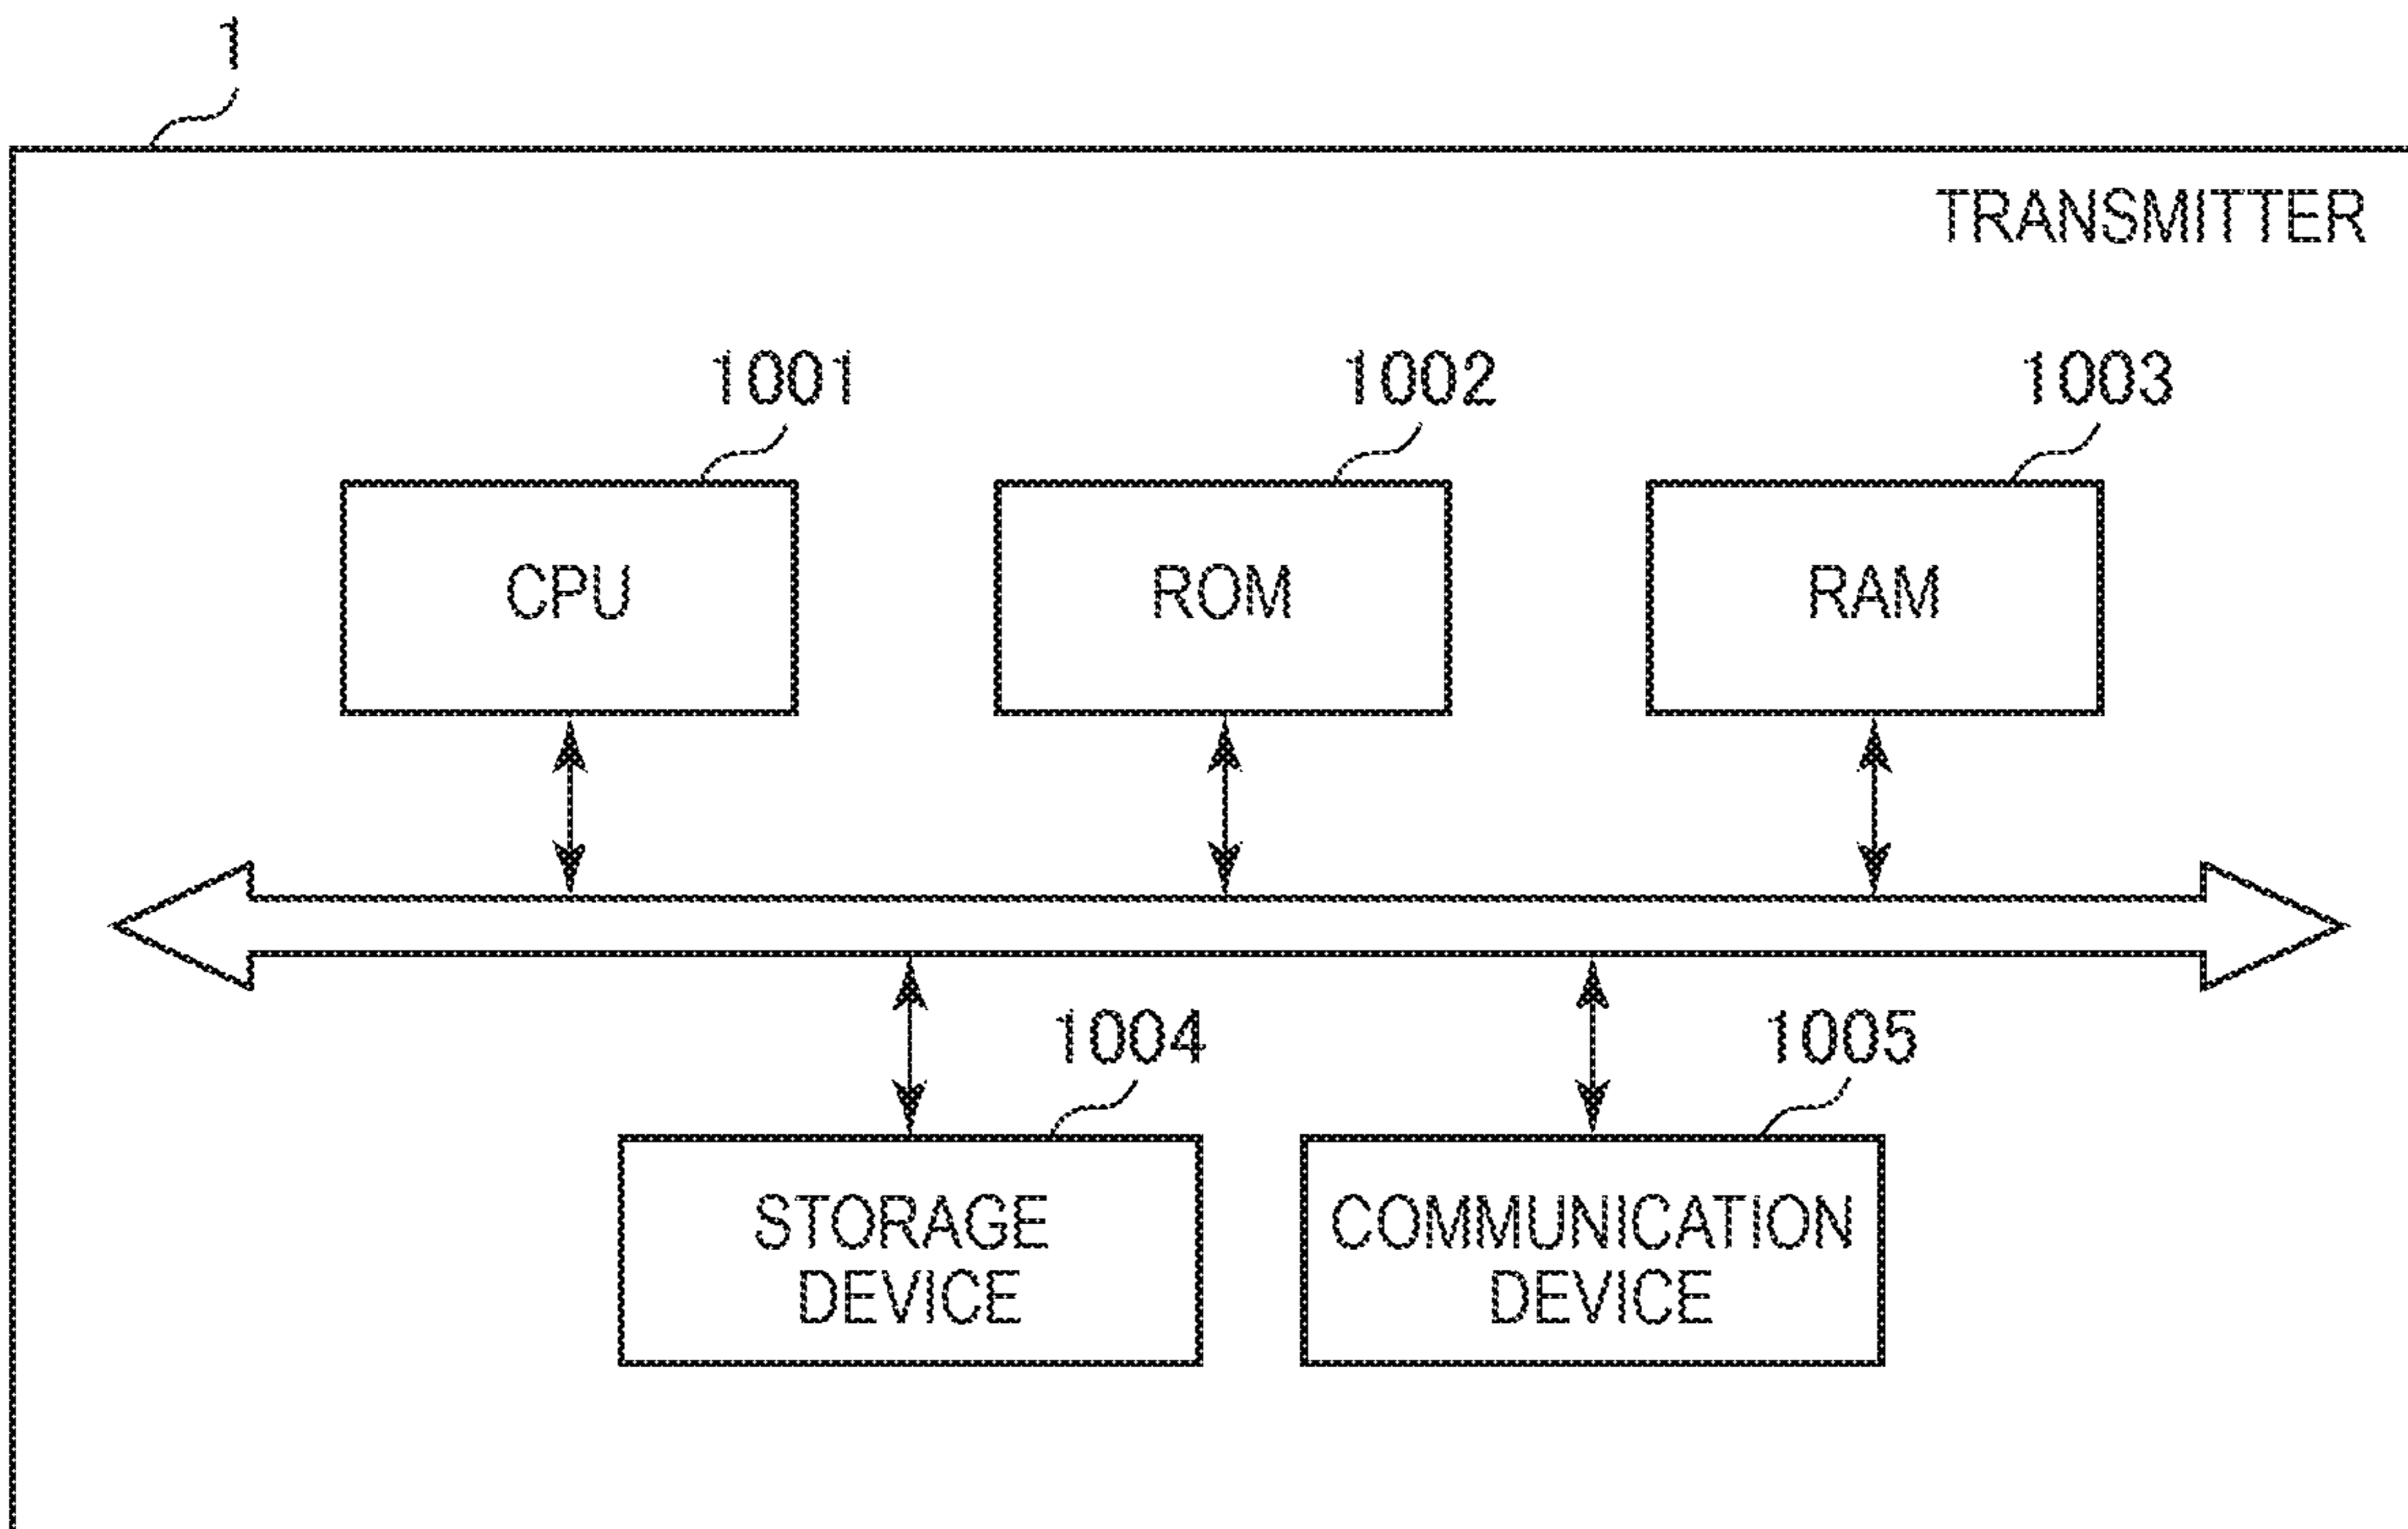 1
TRANSMITTER
1001
1002
1003
CPU
ROM
RAM
1004
1005
STORAGE
DEVICE
COMMUNICATION
DEVICE